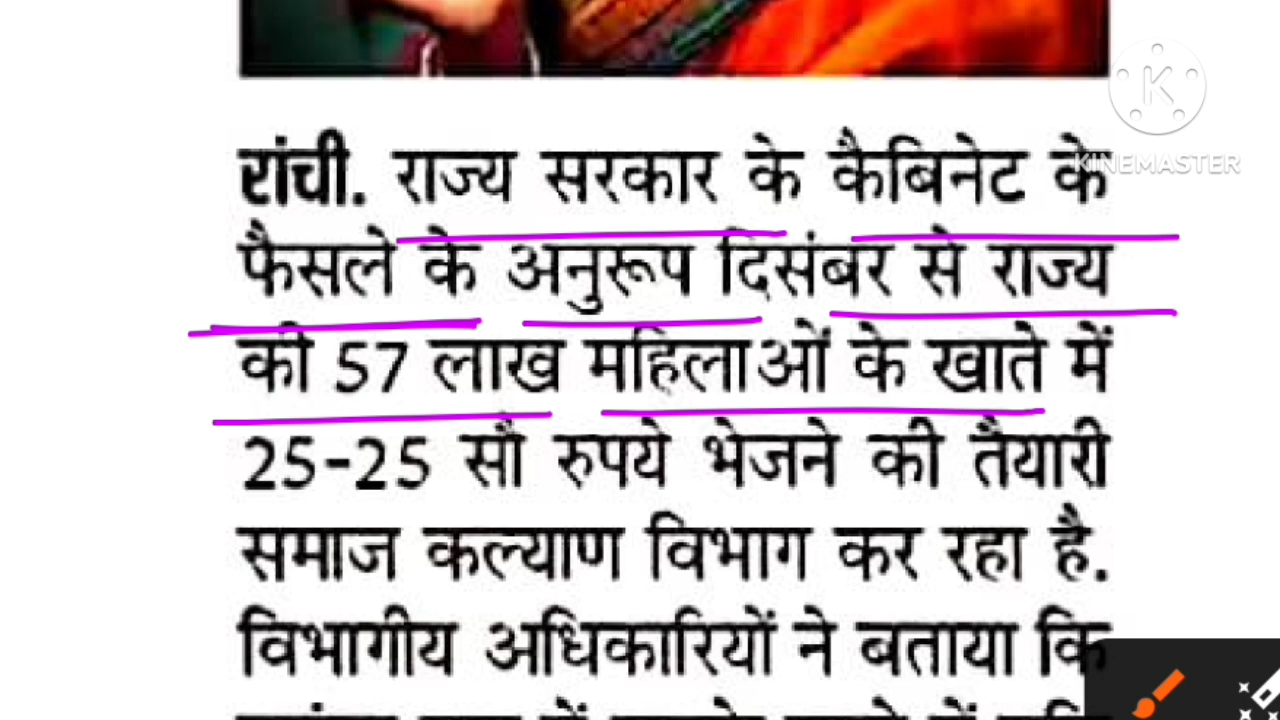 KINEMASTER
रांची. राज्य सरकार के कैबिनेट के
फैसले के अनुरूप दिसंबर से राज्य
की 57 लाख महिलाओं के खाते में
25-25 सौ रुपये भेजने की तैयारी
समाज कल्याण विभाग कर रहा है.
विभागीय अधिकारियों ने बताया कि